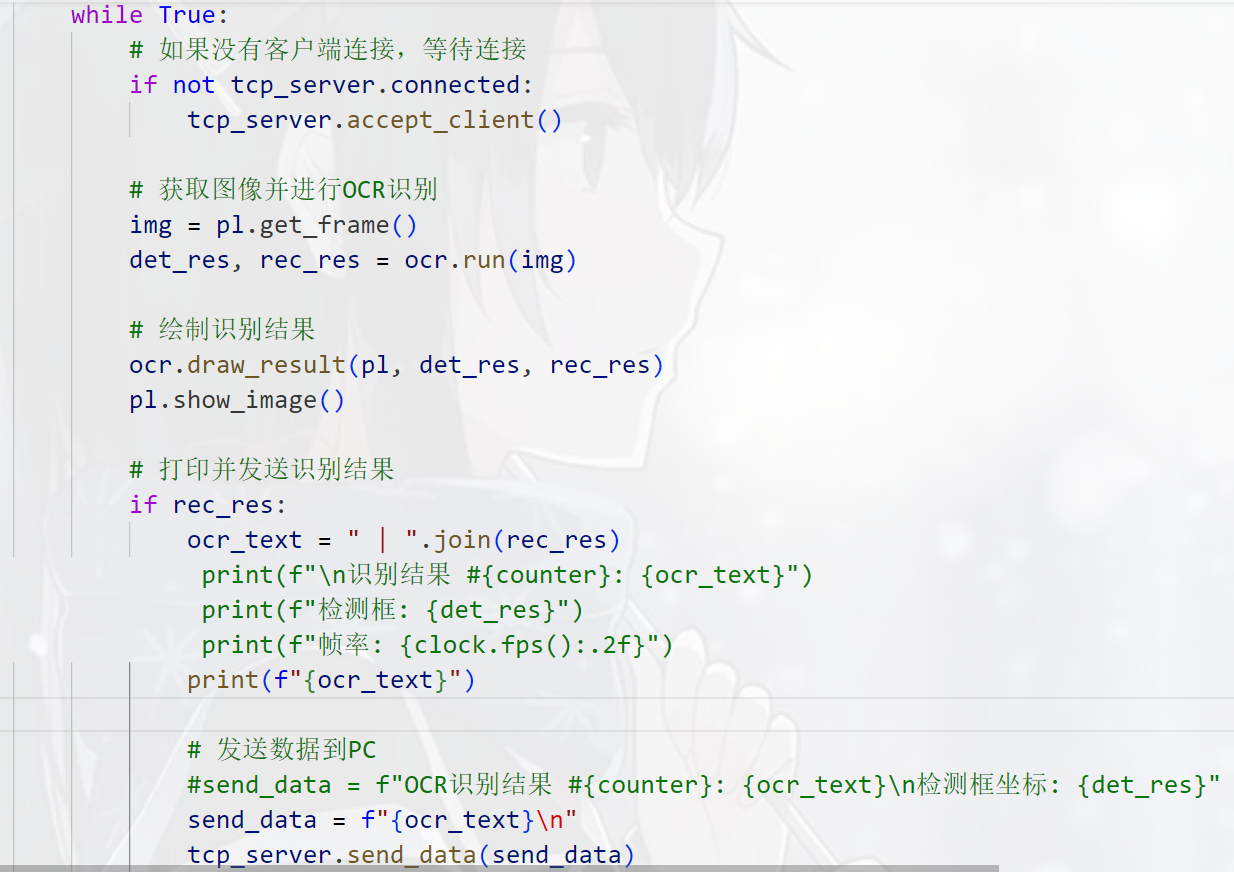 while True:
# 如果没有客户端连接，等待连接
if not tcp_server.connected:
tcp_server.accept_client()
# 获取图像并进行OCR识别
img = pl.get_frame()
det_res, rec_res = ocr.run(img)
# 绘制识别结果
ocr.draw_result(pl, det_res, rec_res)
pl.show_image()
# 打印并发送识别结果
if rec_res:
ocr_text = " | ".join(rec_res)
print(f"\n识别结果 #{counter}: {ocr_text}")
print(f"检测框: {det_res}")
print(f"帧率: {clock.fps():.2f}")
print(f"{ocr_text}")
# 发送数据到PC
#send_data = f"OCR识别结果 #{counter}: {ocr_text}\n检测框坐标: {det_res}"
send_data = f"{ocr_text}\n"
tcp_server.send_data(send_data)